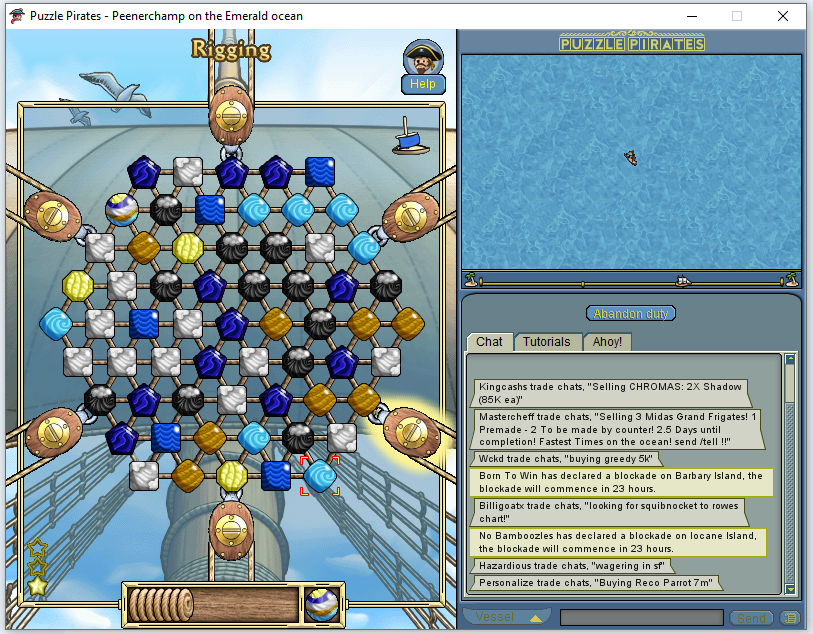 Puzzle Pirates - Peenerchamp on the Emerald ocean
Rigging
Help
PUZZLE PIRATES
Abandon duty
Chat
Tutorials
Ahoy!
Kingcashs trade chats, "Selling CHROMAS: 2X Shadow
(85K ea)"
Mastercheff trade chats, "Selling 3 Midas Grand Frigates! 1
Premade - 2 To be made by counter! 2.5 Days until
completion! Fastest Times on the ocean! send /tell !!"
Wckd trade chats, "buying greedy 5k"
Born To Win has declared a blockade on Barbary Island, the
blockade will commence in 23 hours.
Billigoatx trade chats, "looking for squibnocket to rowes
chart!"
No Bamboozles has declared a blockade on Iocane Island,
the blockade will commence in 23 hours.
Hazardious trade chats, "wagering in sf"
Personalize trade chats, "Buying Reco Parrot 7m"
Vessel
Send